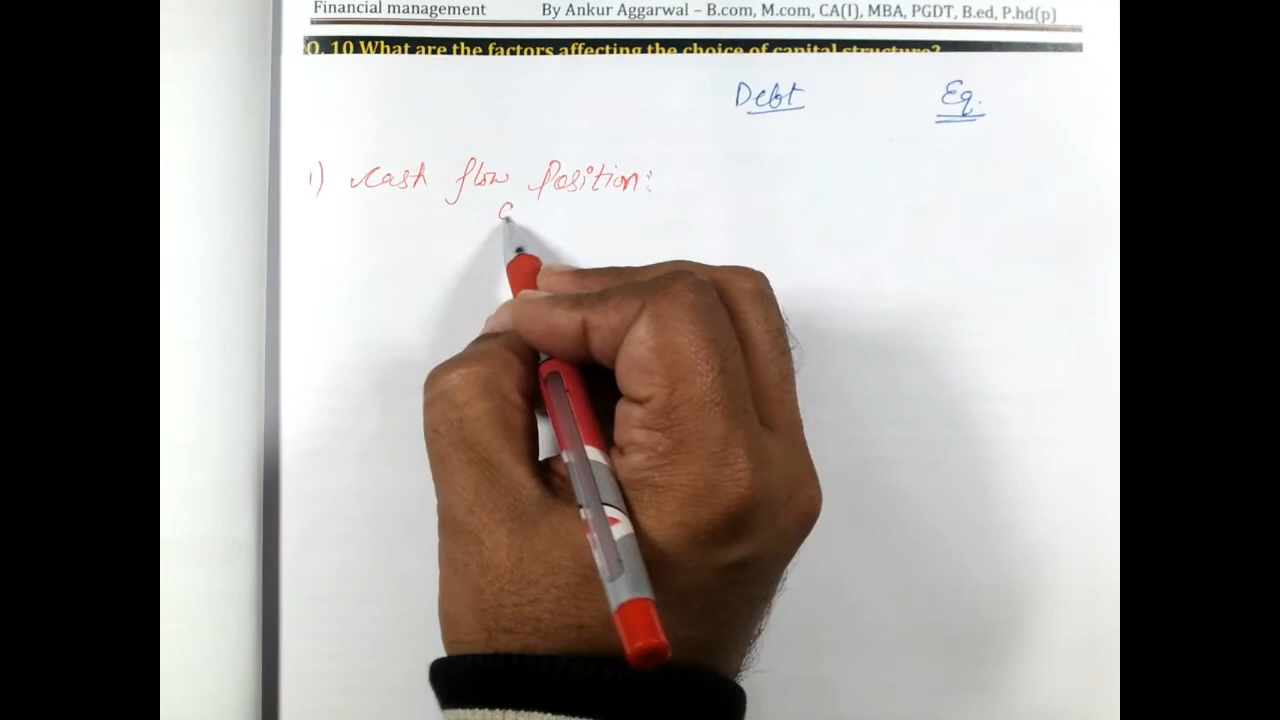 Financial management By Ankur Aggarwal – B.com, M.com, CA(I), MBA, PGDT, B.ed, P.hd(p)
Q. 10 What are the factors affecting the choice of capital structure?
Debt Eq.
1) Cash flow Position:
C